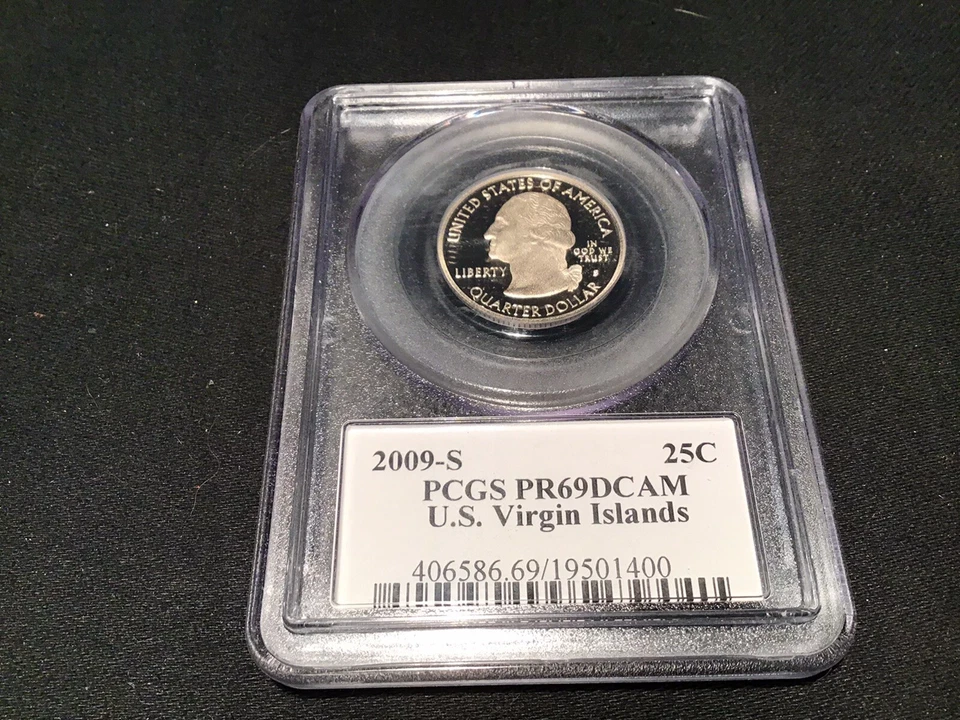 UNITED STATES OF AMERICA
IN
GOD WE
TRUST
LIBERTY
S
QUARTER DOLLAR
2009-S 25C
PCGS PR69DCAM
U.S. Virgin Islands
406586.69/19501400